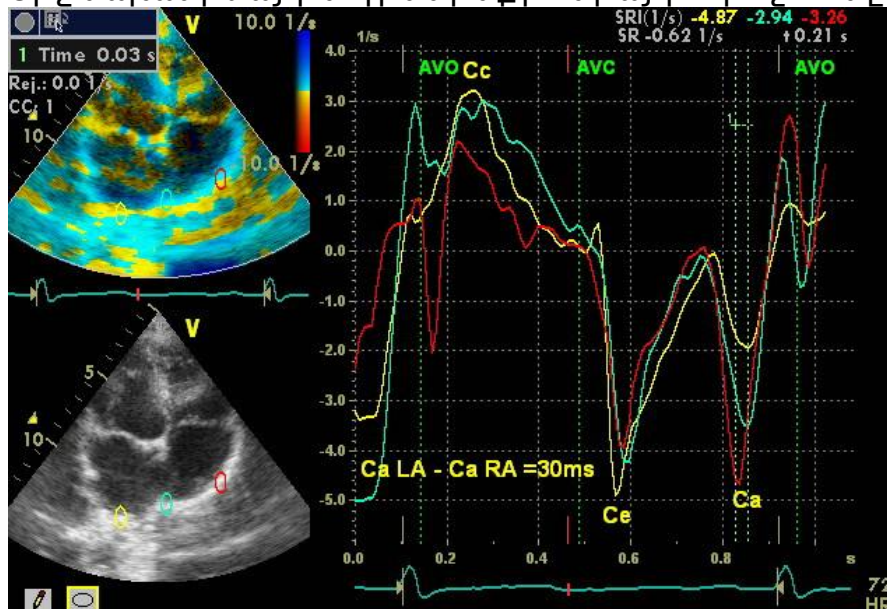 10.0 1/s
SRI(1/s) -4.87 -2.94 -3.26
SR -0.62 1/s 0.21 s
1 Time 0.03 s
V
Rej.: 0.0 1/s
CC: 1
10
10.0 1/s
1/s
4.0
3.0
2.0
1.0
0.0
-1.0
-2.0
-3.0
-4.0
-5.0
AVO
Cc
AVC
AVO
1
V
5
10
Ca LA - Ca RA =30ms
Ce
Ca
0.0 0.2 0.4 0.6 0.8 s
72
HR